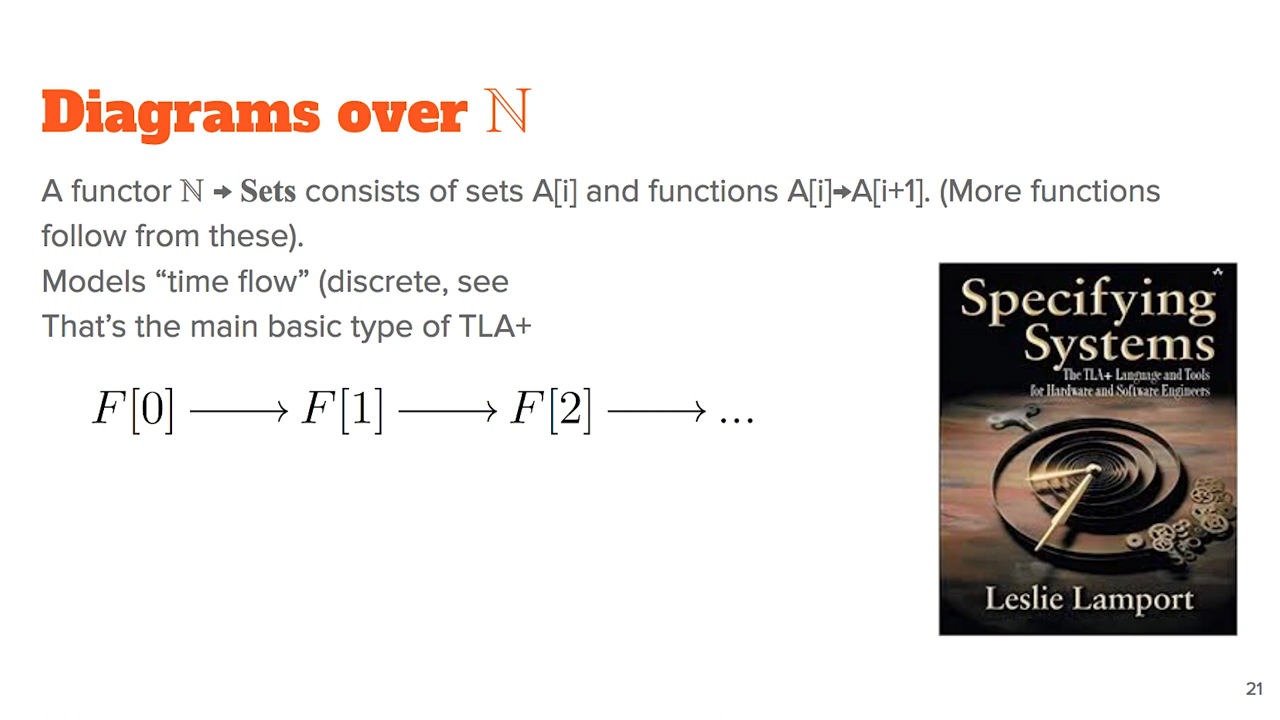 Diagrams over ℕ
A functor ℕ → Sets consists of sets A[i] and functions A[i]→A[i+1]. (More functions
follow from these).
Models “time flow” (discrete, see
That’s the main basic type of TLA+
F[0] ⟶ F[1] ⟶ F[2] ⟶ ...
Specifying
Systems
The TLA+ Language and Tools
for Hardware and Software Engineers
Leslie Lamport
21